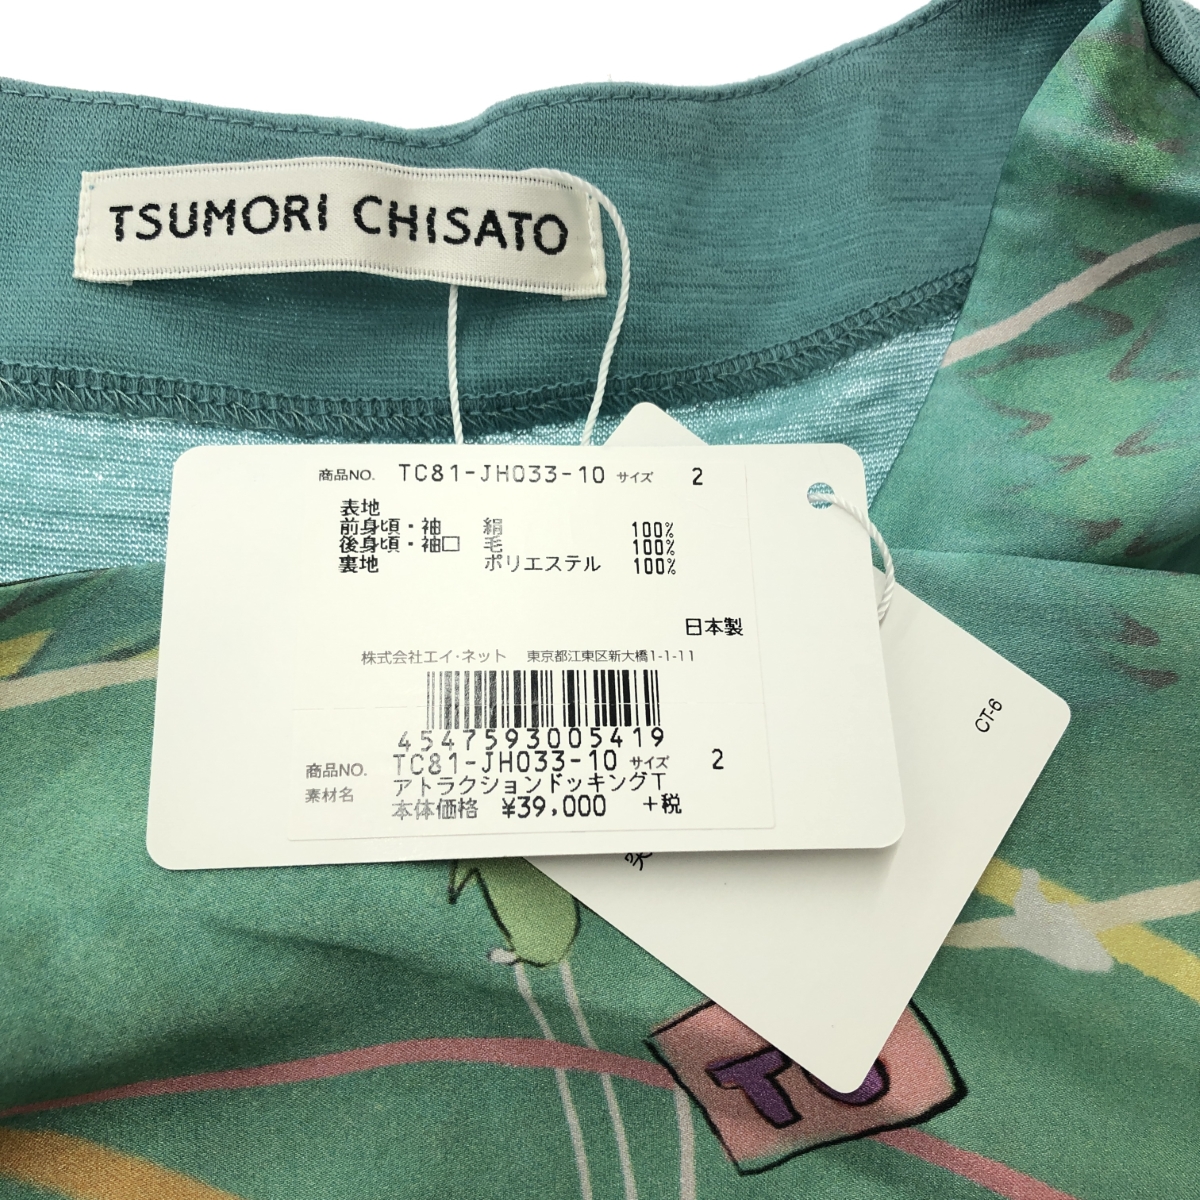 TSUMORI CHISATO
商品NO. TC81-JH033-10 サイズ 2
表地
前身頃・袖 絹 100%
後身頃・袖口 毛 100%
裏地 ポリエステル 100%
日本製
株式会社エイ・ネット 東京都江東区新大橋1-1-11
4547593005419
商品NO. TC81-JH033-10 サイズ 2
素材名 アトラクションドッキングT
本体価格 ¥39,000 +税
CT-6